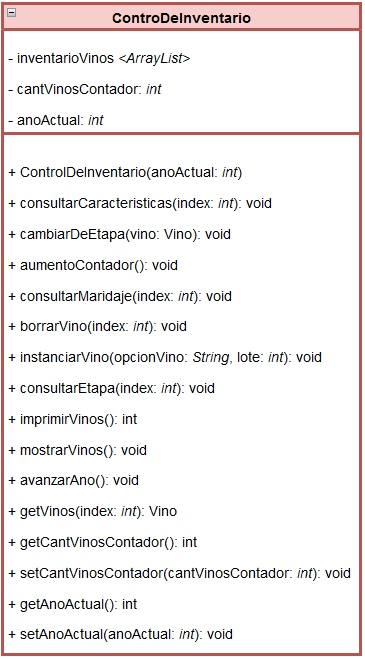 ControDeInventario
- inventarioVinos <ArrayList>
- cantVinosContador: int
- anoActual: int
+ ControlDeInventario(anoActual: int)
+ consultarCaracteristicas(index: int): void
+ cambiarDeEtapa(vino: Vino): void
+ aumentoContador(): void
+ consultarMaridaje(index: int): void
+ borrarVino(index: int): void
+ instanciarVino(opcionVino: String, lote: int): void
+ consultarEtapa(index: int): void
+ imprimirVinos(): int
+ mostrarVinos(): void
+ avanzarAno(): void
+ getVinos(index: int): Vino
+ getCantVinosContador(): int
+ setCantVinosContador(cantVinosContador: int): void
+ getAnoActual(): int
+ setAnoActual(anoActual: int): void